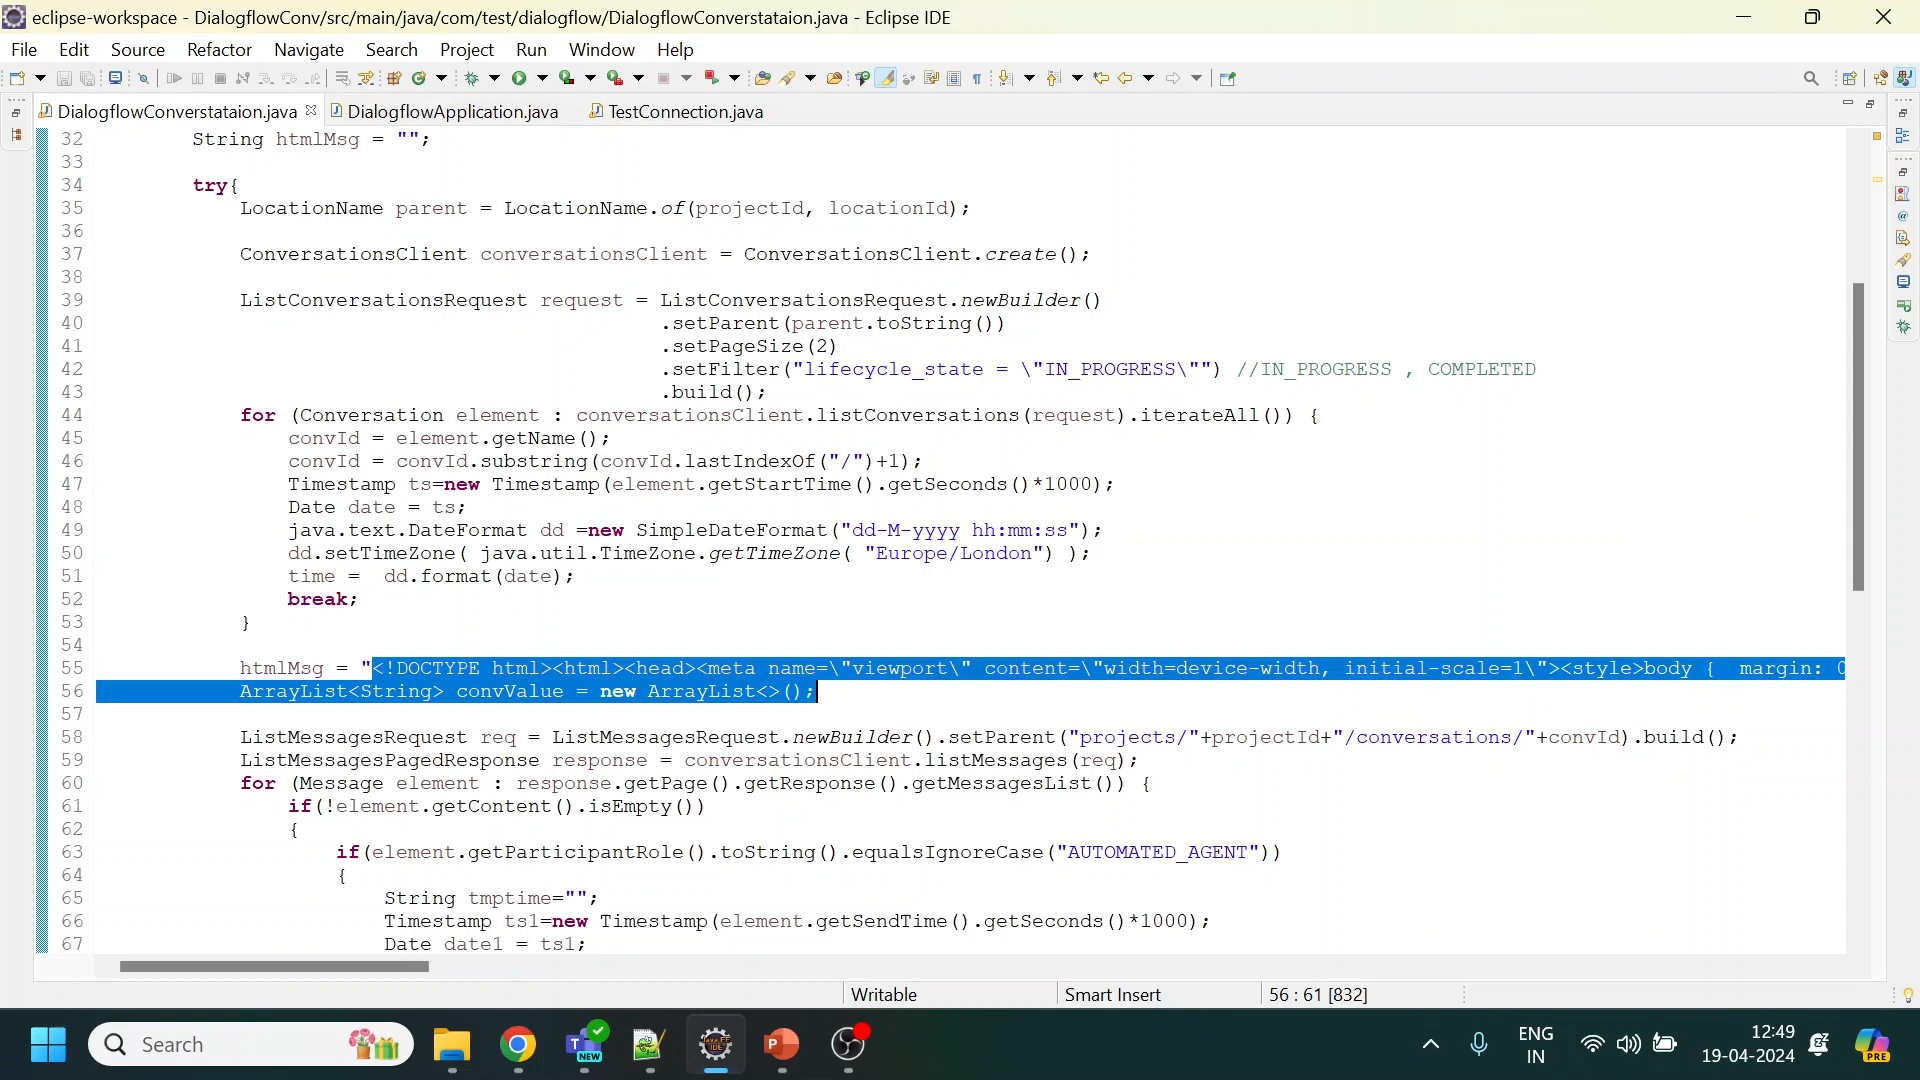 eclipse-workspace - DialogflowConv/src/main/java/com/test/dialogflow/DialogflowConverstataion.java - Eclipse IDE
File Edit Source Refactor Navigate Search Project Run Window Help
DialogflowConverstataion.java DialogflowApplication.java TestConnection.java
32 String htmlMsg = "";
33
34 try{
35 LocationName parent = LocationName.of(projectId, locationId);
36
37 ConversationsClient conversationsClient = ConversationsClient.create();
38
39 ListConversationsRequest request = ListConversationsRequest.newBuilder()
40 .setParent(parent.toString())
41 .setPageSize(2)
42 .setFilter("lifecycle_state = \"IN_PROGRESS\"") //IN_PROGRESS , COMPLETED
43 .build();
44 for (Conversation element : conversationsClient.listConversations(request).iterateAll()) {
45 convId = element.getName();
46 convId = convId.substring(convId.lastIndexOf("/")+1);
47 Timestamp ts=new Timestamp(element.getStartTime().getSeconds()*1000);
48 Date date = ts;
49 java.text.DateFormat dd =new SimpleDateFormat("dd-M-yyyy hh:mm:ss");
50 dd.setTimeZone( java.util.TimeZone.getTimeZone( "Europe/London") );
51 time =  dd.format(date);
52 break;
53 }
54
55 htmlMsg = "<!DOCTYPE html><html><head><meta name=\"viewport\" content=\"width=device-width, initial-scale=1\"><style>body {  margin: 0
56 ArrayList<String> convValue = new ArrayList<>();
57
58 ListMessagesRequest req = ListMessagesRequest.newBuilder().setParent("projects/"+projectId+"/conversations/"+convId).build();
59 ListMessagesPagedResponse response = conversationsClient.listMessages(req);
60 for (Message element : response.getPage().getResponse().getMessagesList()) {
61 if(!element.getContent().isEmpty())
62 {
63 if(element.getParticipantRole().toString().equalsIgnoreCase("AUTOMATED_AGENT"))
64 {
65 String tmptime="";
66 Timestamp ts1=new Timestamp(element.getSendTime().getSeconds()*1000);
67 Date date1 = ts1;
Writable Smart Insert 56 : 61 [832]
Search
NEW
ENG
IN
12:49
19-04-2024
PRE